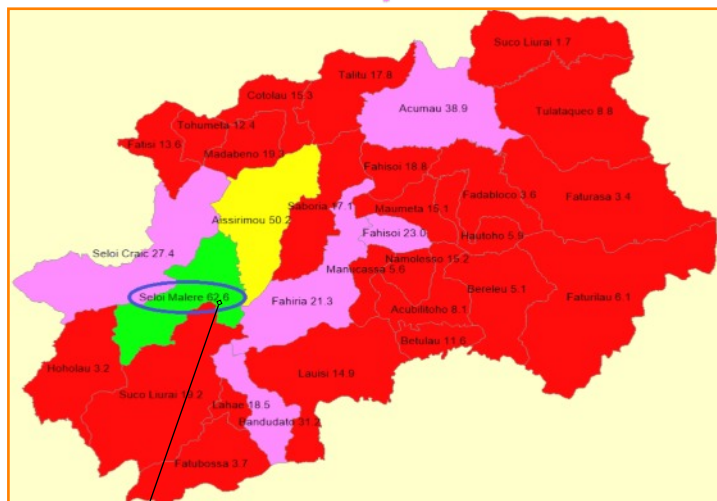 Suco Liurai 1.7
Talitu 17.8
Cotolau 15.3
Acumau 38.9
Tulataqueo 8.8
Tohumeta 12.4
Fatisi 13.6
Madabeno 19.3
Fahisoi 18.8
Fadabloco 3.6
Faturasa 3.4
Saboria 17.1
Maumeta 15.1
Aissirimou 50.2
Fahisoi 23.0
Hautoho 5.9
Seloi Craic 27.4
Namolesso 15.2
Manucassa 5.6
Bereleu 5.1
Seloi Malere 62.6
Fahiria 21.3
Faturilau 6.1
Acubilitoho 8.1
Betulau 11.6
Hoholau 3.2
Lauisi 14.9
Suco Liurai
Lahae 18.5
Bandudato 31.2
Fatubossa 3.7